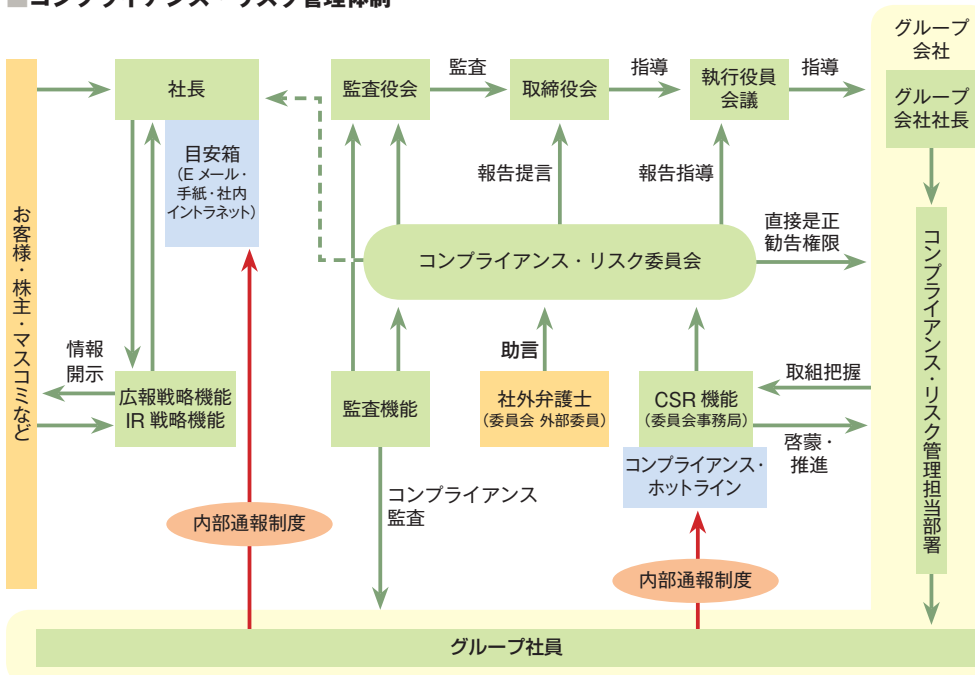 ■コンプライアンス・リスク管理体制
グループ
会社
社長
監査役会
監査
取締役会
指導
執行役員
会議
指導
グループ
会社社長
目安箱
(E メール・
手紙・社内
イントラネット)
報告提言
報告指導
お客様・株主・マスコミなど
コンプライアンス・リスク委員会
直接是正
勧告権限
コンプライアンス・リスク管理担当部署
情報
開示
助言
取組把握
広報戦略機能
IR 戦略機能
監査機能
社外弁護士
(委員会 外部委員)
CSR 機能
(委員会事務局)
啓蒙・
推進
コンプライアンス・
ホットライン
コンプライアンス
監査
内部通報制度
内部通報制度
グループ社員